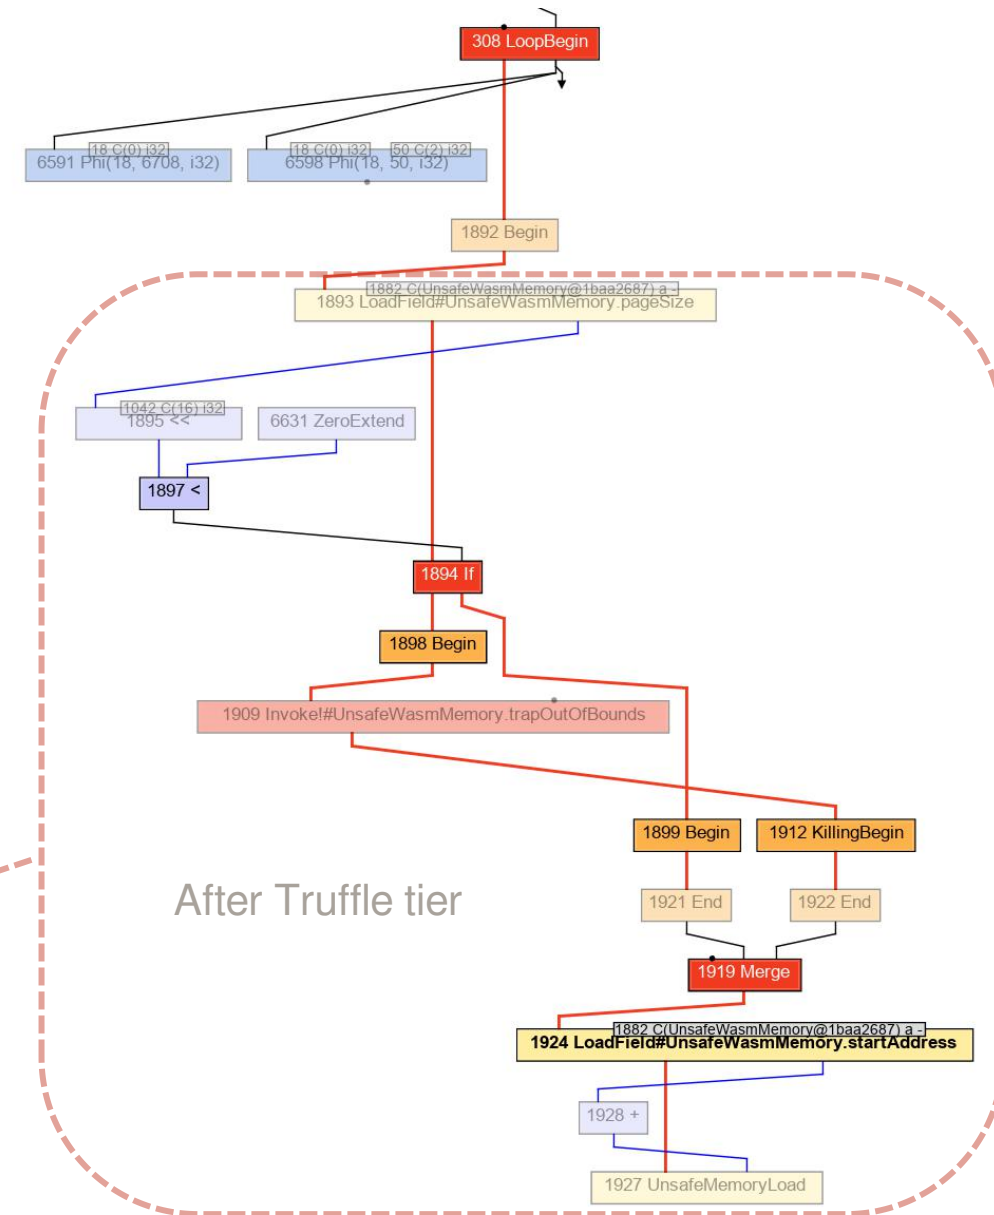 308 LoopBegin
18 C(0) i32
6591 Phi(18, 6708, i32)
18 C(0) i32
50 C(2) i32
6598 Phi(18, 50, i32)
1892 Begin
1882 C(UnsafeWasmMemory@1baa2687) a -
1893 LoadField#UnsafeWasmMemory.pageSize
1042 C(16) i32
1895 <<
6631 ZeroExtend
1897 <
1894 If
1898 Begin
1909 Invoke!#UnsafeWasmMemory.trapOutOfBounds
1899 Begin
1912 KillingBegin
After Truffle tier
1921 End
1922 End
1919 Merge
1882 C(UnsafeWasmMemory@1baa2687) a -
1924 LoadField#UnsafeWasmMemory.startAddress
1928 +
1927 UnsafeMemoryLoad